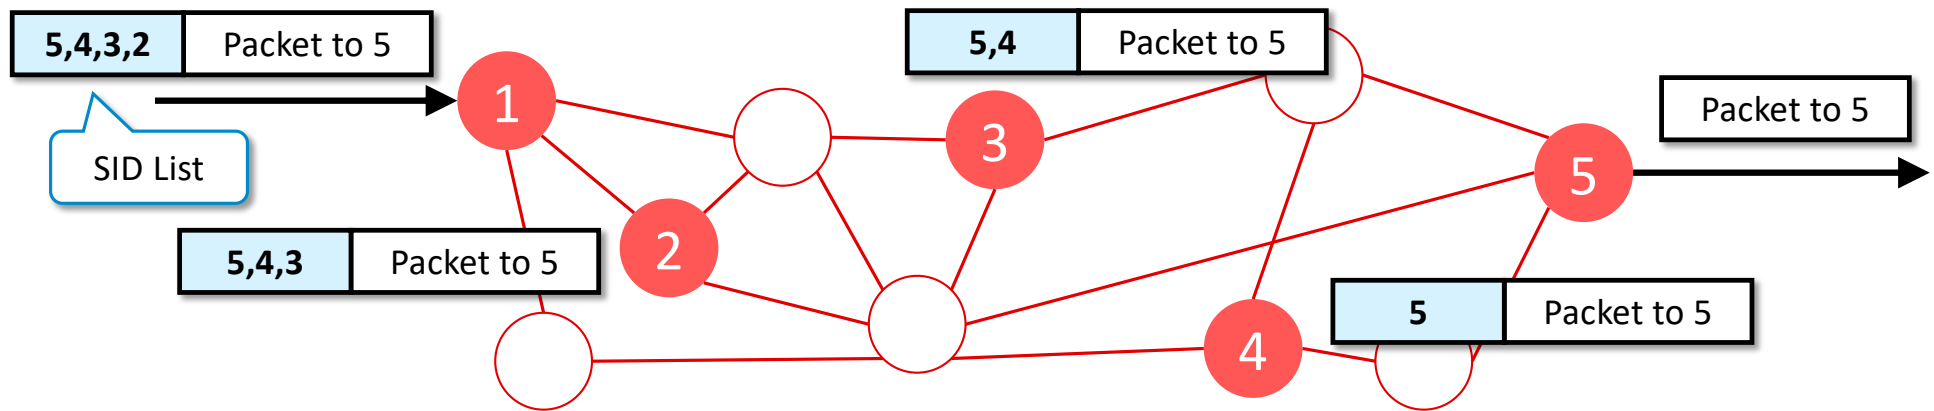 5,4,3,2 Packet to 5
SID List
1
5,4 Packet to 5
3
Packet to 5
5
2
5,4,3 Packet to 5
4
5 Packet to 5